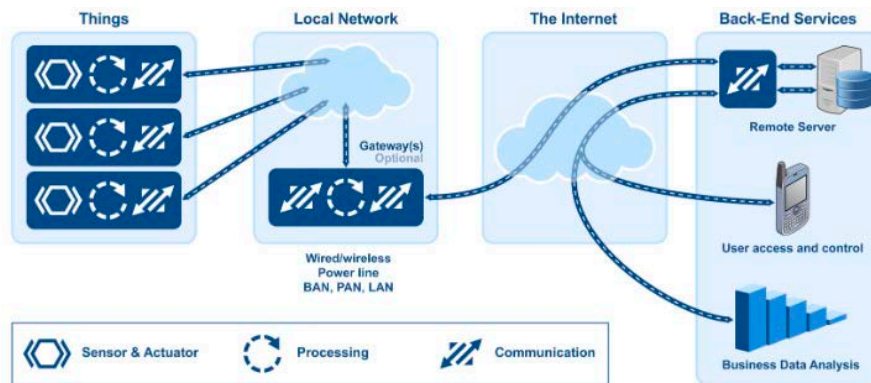 Things
Local Network
The Internet
Back-End Services
Gateway(s)
Optional
Wired/wireless
Power line
BAN, PAN, LAN
Remote Server
User access and control
Business Data Analysis
Sensor & Actuator
Processing
Communication